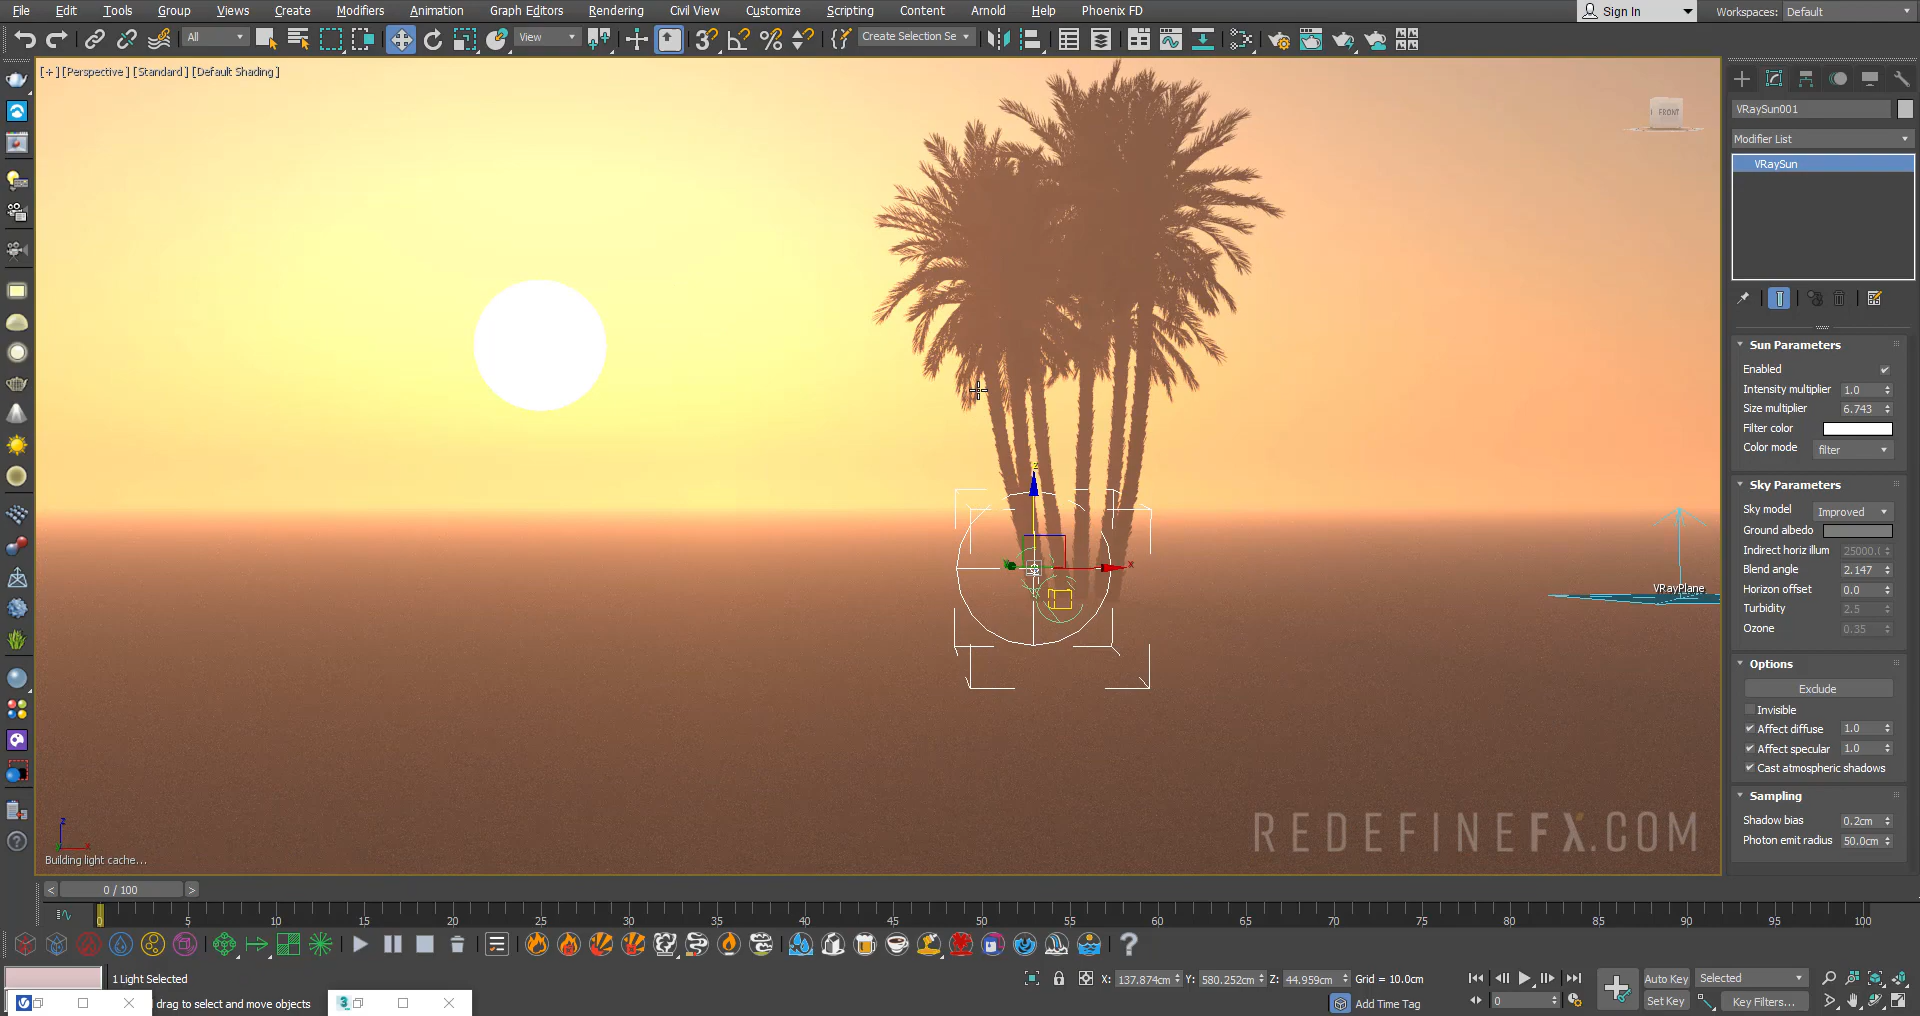 File Edit Tools Group Views Create Modifiers Animation Graph Editors Rendering Civil View Customize Scripting Content Arnold Help Phoenix FD Sign In Workspaces: Default
All View Create Selection Se
[+] [Perspective] [Standard] [Default Shading]
FRONT
VRaySun001
Modifier List
VRaySun
Sun Parameters
Enabled
Intensity multiplier 1.0
Size multiplier 6.743
Filter color
Color mode filter
Sky Parameters
Sky model Improved
Ground albedo
Indirect horiz illum 25000.(
Blend angle 2.147
Horizon offset 0.0
Turbidity 2.5
Ozone 0.35
Options
Exclude
Invisible
Affect diffuse 1.0
Affect specular 1.0
Cast atmospheric shadows
Sampling
Shadow bias 0.2cm
Photon emit radius 50.0cm
z
x
VRayPlane
REDEFINEFX.COM
z
x
Building light cache...
< 0 / 100 >
0 5 10 15 20 25 30 35 40 45 50 55 60 65 70 75 80 85 90 95 100
1 Light Selected
drag to select and move objects
X: 137.874cm Y: 580.252cm Z: 44.959cm Grid = 10.0cm
Add Time Tag
0
Auto Key Selected
Set Key Key Filters...